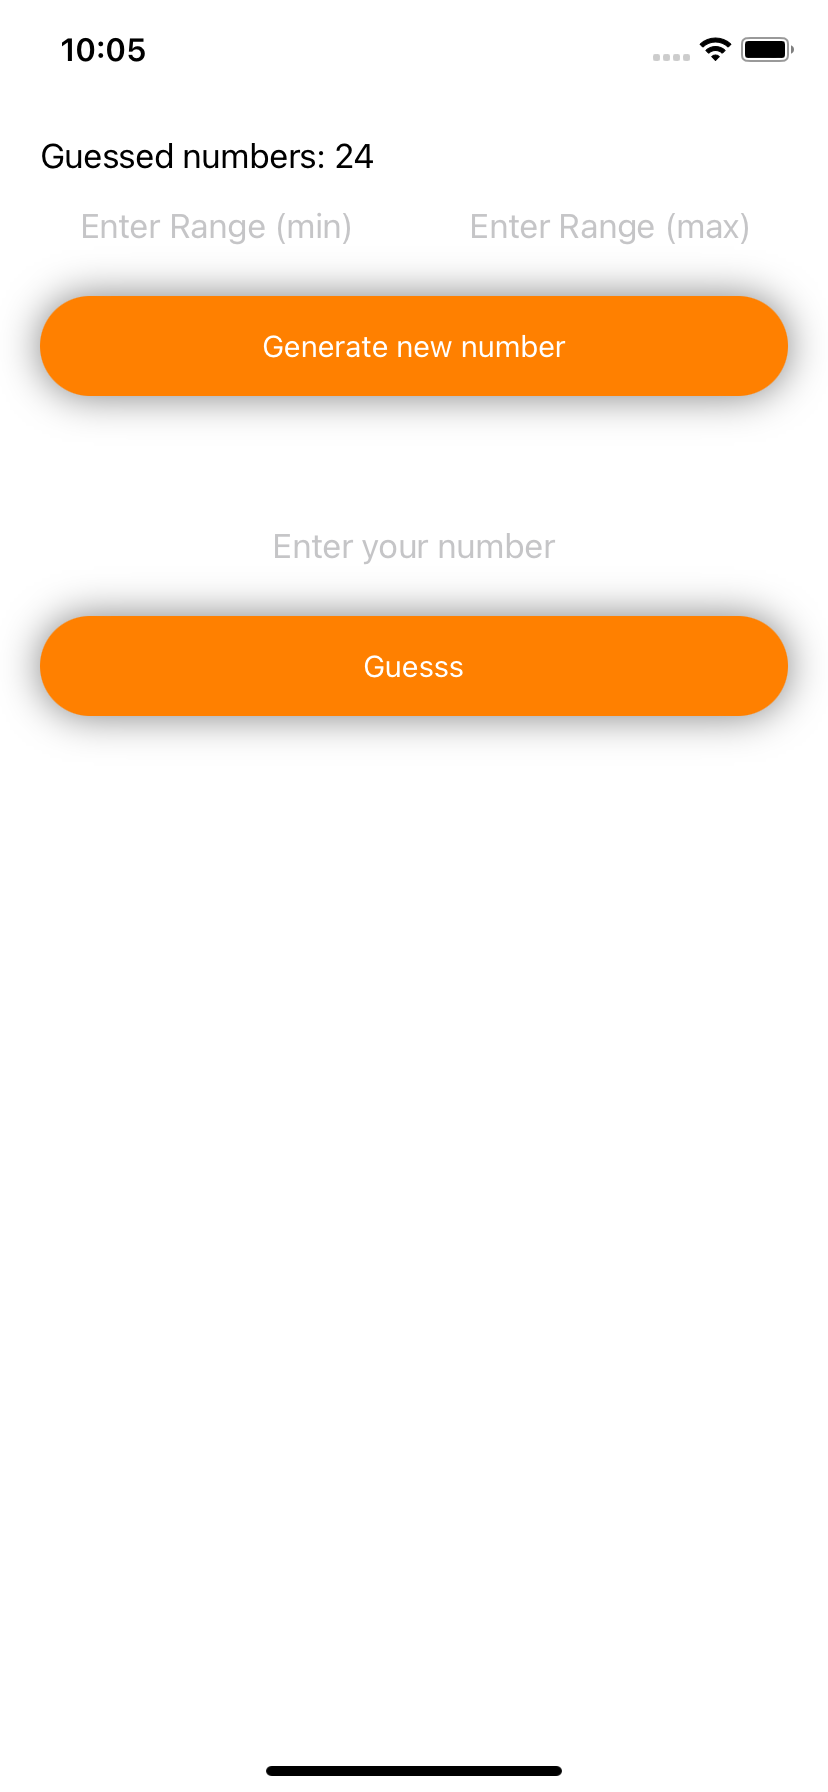 10:05
Guessed numbers: 24
Enter Range (min) Enter Range (max)
Generate new number
Enter your number
Guesss